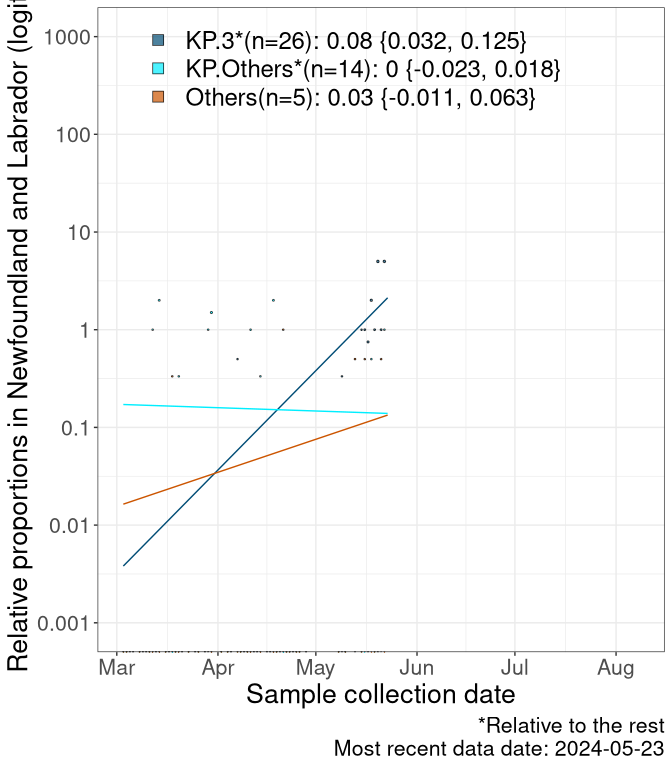 KP.3*(n=26): 0.08 {0.032, 0.125}
KP.Others*(n=14): 0 {-0.023, 0.018}
Others(n=5): 0.03 {-0.011, 0.063}
Relative proportions in Newfoundland and Labrador (logit
1000
100
10
1
0.1
0.01
0.001
Mar Apr May Jun Jul Aug
Sample collection date
*Relative to the rest
Most recent data date: 2024-05-23